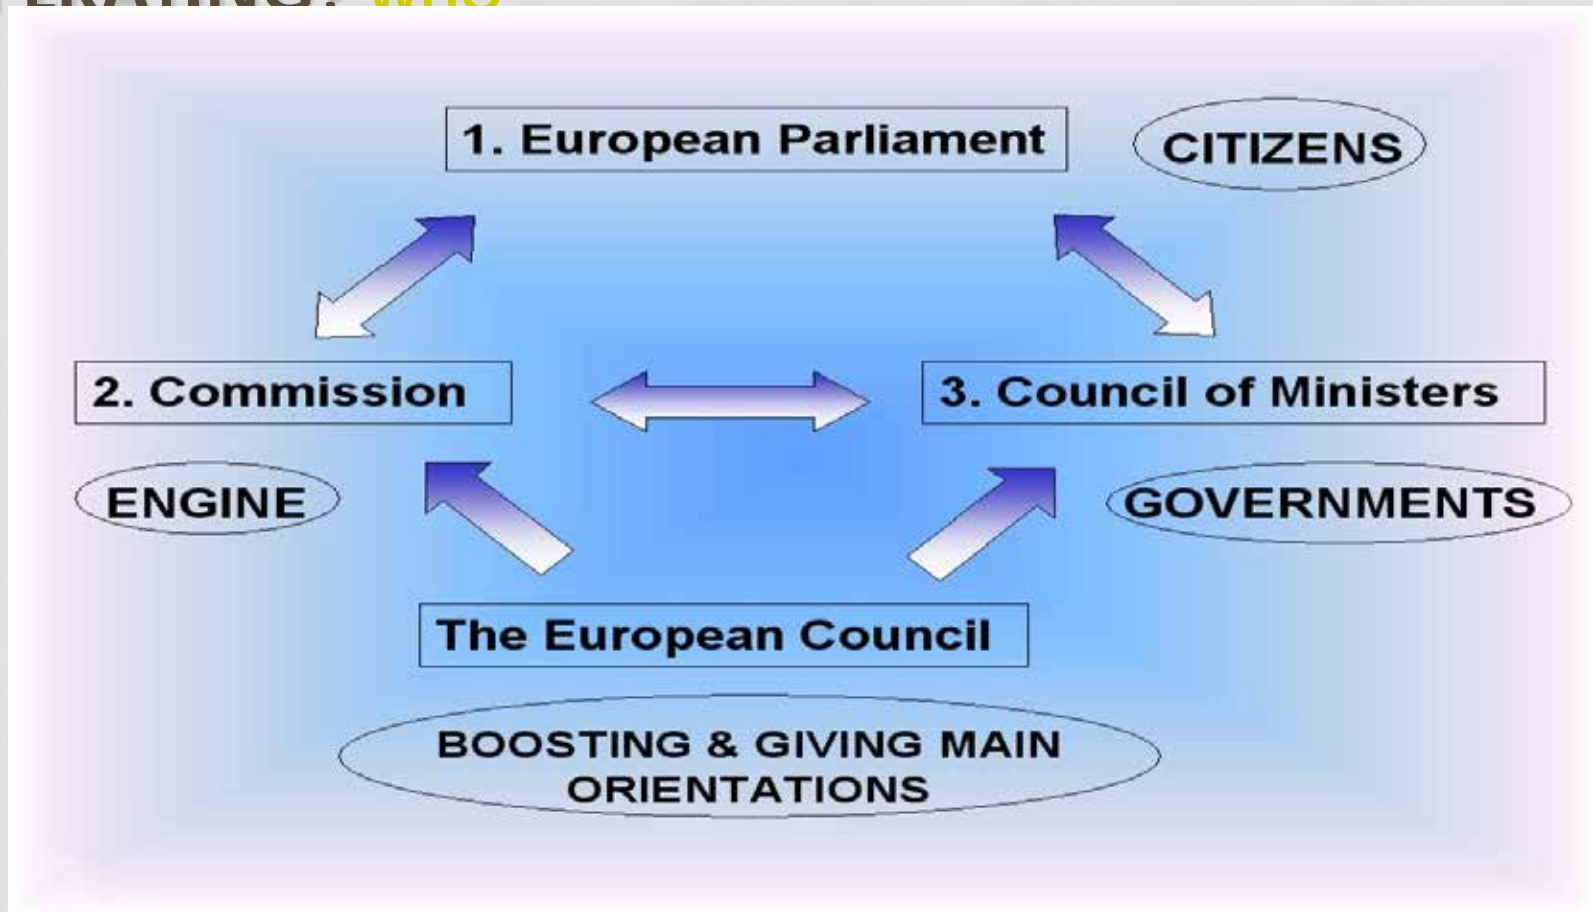 1. European Parliament
CITIZENS
2. Commission
3. Council of Ministers
ENGINE
GOVERNMENTS
The European Council
BOOSTING & GIVING MAIN
ORIENTATIONS